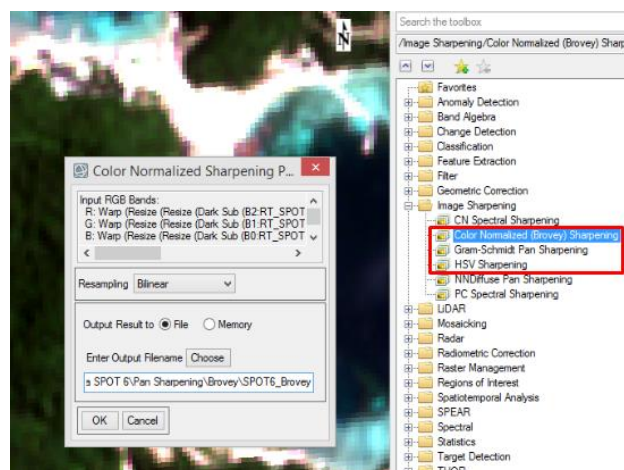 N
Color Normalized Sharpening P...
Input RGB Bands:
R: Warp (Resize (Resize (Dark Sub (B2:RT_SPOT
G: Warp (Resize (Resize (Dark Sub (B1:RT_SPOT
B: Warp (Resize (Resize (Dark Sub (B0:RT_SPOT
Resampling Bilinear
Output Result to File Memory
Enter Output Filename Choose
SPOT 6\Pan Sharpening\Brovey\SPOT6_Brovey
OK Cancel
Search the toolbox
/Image Sharpening/Color Normalized (Brovey) Sharp
Favorites
Anomaly Detection
Band Algebra
Change Detection
Classification
Feature Extraction
Filter
Geometric Correction
Image Sharpening
CN Spectral Sharpening
Color Normalized (Brovey) Sharpening
Gram-Schmidt Pan Sharpening
HSV Sharpening
NNDiffuse Pan Sharpening
PC Spectral Sharpening
LiDAR
Mosaicking
Radar
Radiometric Correction
Raster Management
Regions of Interest
Spatiotemporal Analysis
SPEAR
Spectral
Statistics
Target Detection